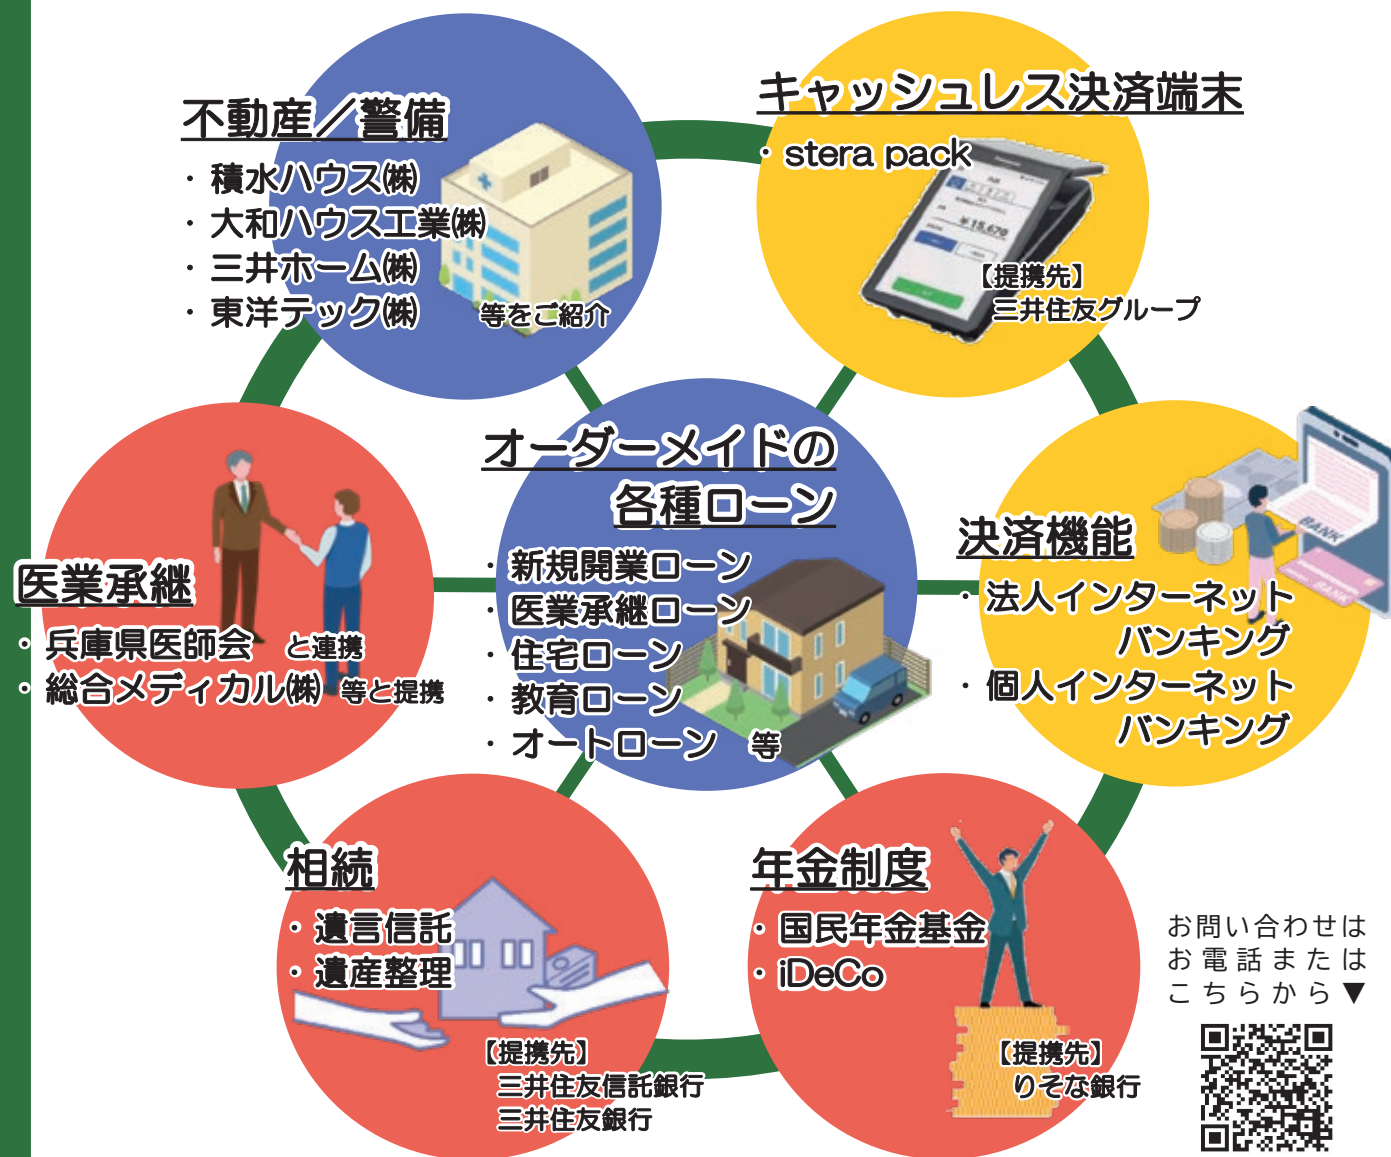 不動産／警備
・積水ハウス㈱
・大和ハウス工業㈱
・三井ホーム㈱
・東洋テック㈱ 等をご紹介
キャッシュレス決済端末
・stera pack
¥15,670
【提携先】
三井住友グループ
オーダーメイドの
各種ローン
・新規開業ローン
・医業承継ローン
・住宅ローン
・教育ローン
・オートローン 等
決済機能
・法人インターネット
バンキング
・個人インターネット
バンキング
BANK
BANK
医業承継
・兵庫県医師会 と連携
・総合メディカル㈱ 等と提携
相続
・遺言信託
・遺産整理
【提携先】
三井住友信託銀行
三井住友銀行
年金制度
・国民年金基金
・iDeCo
【提携先】
りそな銀行
お問い合わせは
お電話または
こちらから▼